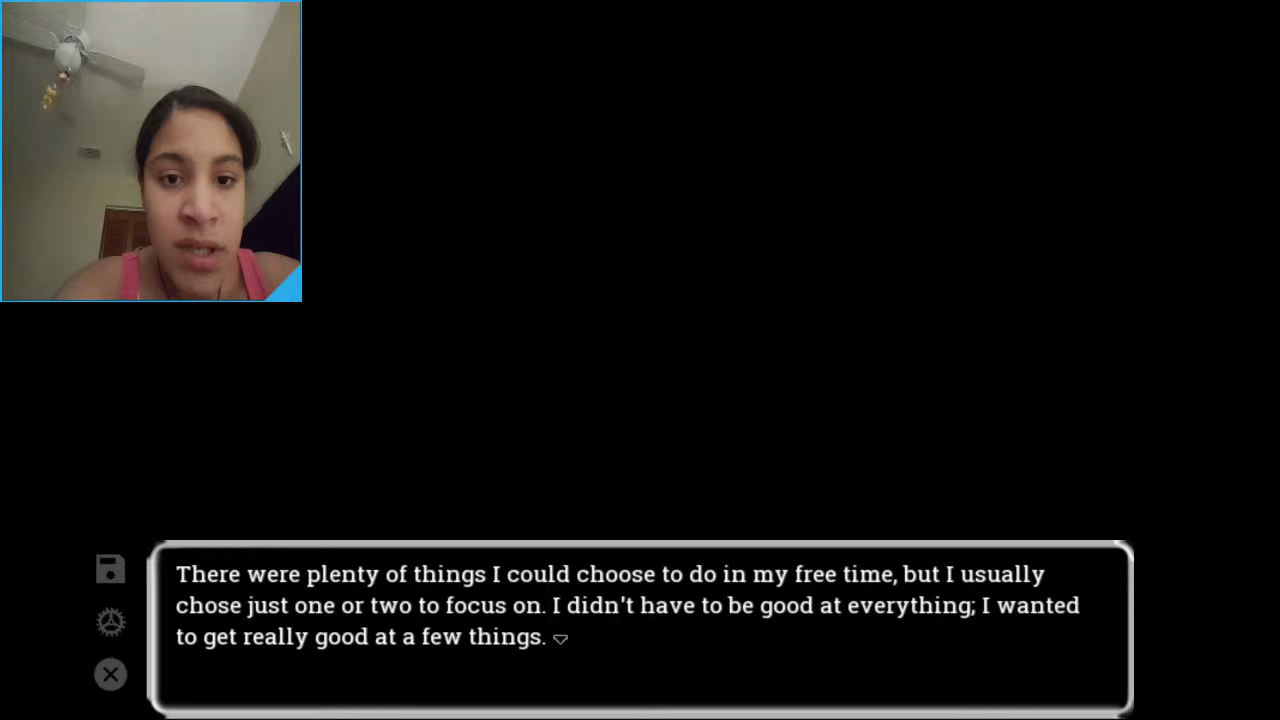 There were plenty of things I could choose to do in my free time, but I usually
chose just one or two to focus on. I didn't have to be good at everything; I wanted
to get really good at a few things.